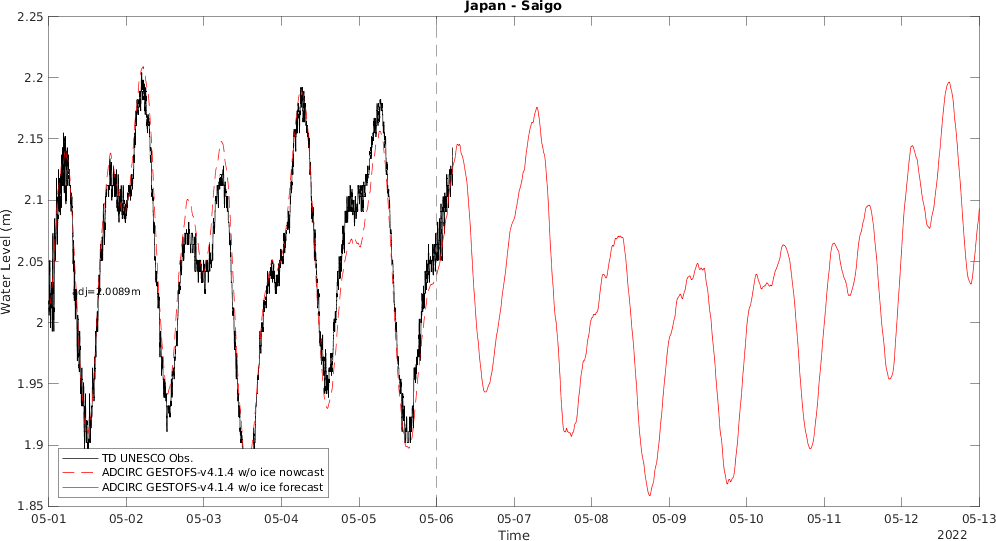 Japan - Saigo
2.25
2.2
2.15
2.1
2.05
2
1.95
1.9
1.85
Water Level (m)
adj=2.0089m
TD UNESCO Obs.
ADCIRC GESTOFS-v4.1.4 w/o ice nowcast
ADCIRC GESTOFS-v4.1.4 w/o ice forecast
05-01 05-02 05-03 05-04 05-05 05-06 05-07 05-08 05-09 05-10 05-11 05-12 05-13
Time
2022